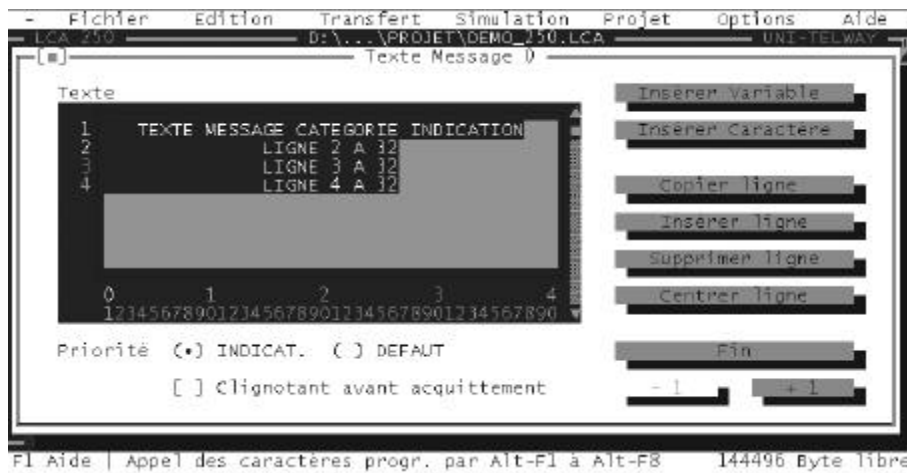 - Fichier Edition Transfert Simulation Projet Options Aide
LCA 250 D:\...\PROJET\DEMO_250.LCA UNI-TELWAY
[■] Texte Message 0
Texte
Insérer Variable
1 TEXTE MESSAGE CATEGORIE INDICATION
Insérer Caractère
2 LIGNE 2 A 32
3 LIGNE 3 A 32
4 LIGNE 4 A 32
Copier ligne
Insérer ligne
Supprimer ligne
Centrer ligne
0 1 2 3 4
1234567890123456789012345678901234567890
Priorité (•) INDICAT. ( ) DEFAUT
Fin
[ ] Clignotant avant acquittement
- 1 + 1
F1 Aide | Appel des caractères progr. par Alt-F1 à Alt-F8 144496 Byte libre